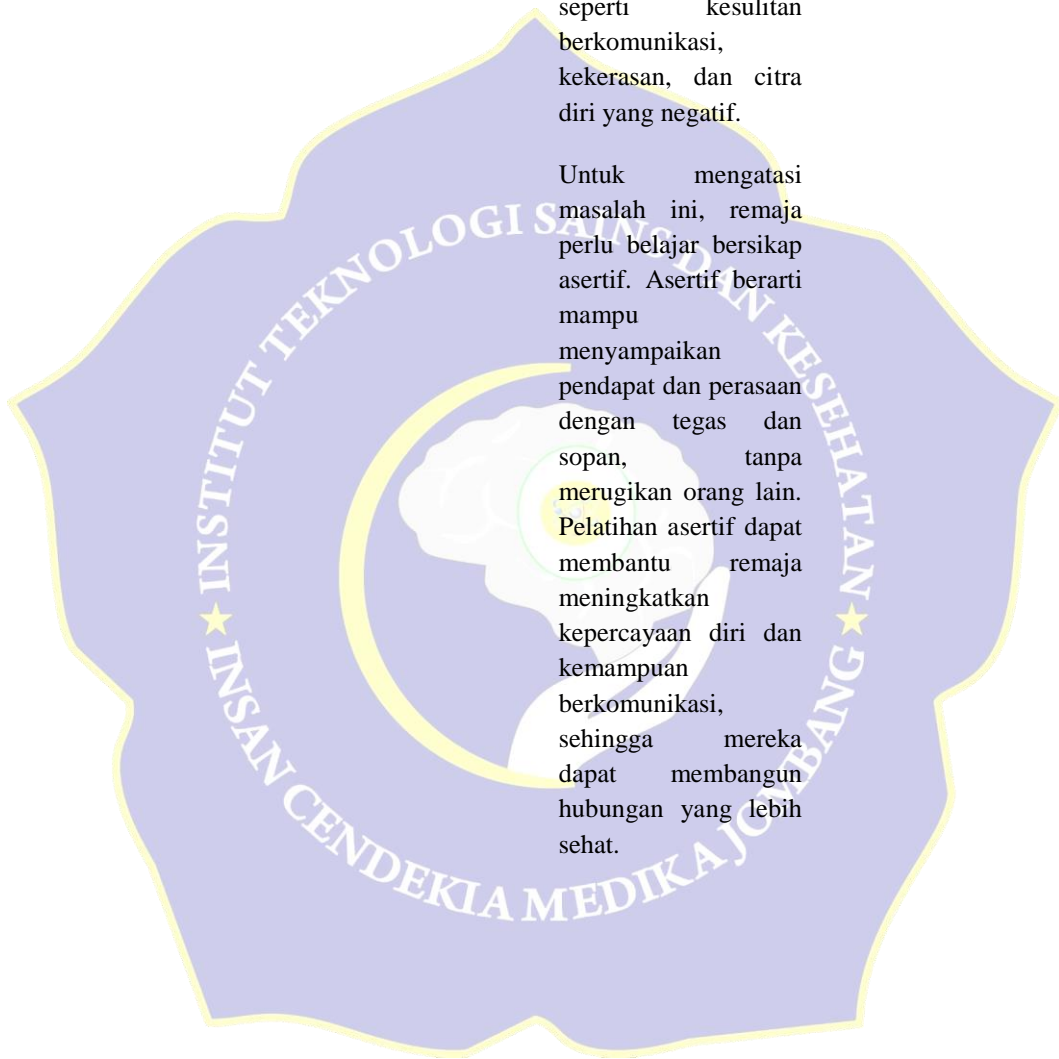 seperti kesulitan
berkomunikasi,
kekerasan, dan citra
diri yang negatif.
Untuk mengatasi
masalah ini, remaja
perlu belajar bersikap
asertif. Asertif berarti
mampu
menyampaikan
pendapat dan perasaan
dengan tegas dan
sopan, tanpa
merugikan orang lain.
Pelatihan asertif dapat
membantu remaja
meningkatkan
kepercayaan diri dan
kemampuan
berkomunikasi,
sehingga mereka
dapat membangun
hubungan yang lebih
sehat.
INSTITUT TEKNOLOGI SAINS DAN KESEHATAN
INSAN CENDEKIA MEDIKA JOMBANG